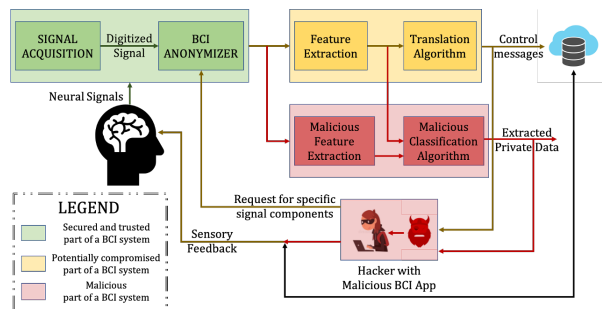 SIGNAL
ACQUISITION
Digitized
Signal
BCI
ANONYMIZER
Feature
Extraction
Translation
Algorithm
Control
messages
Neural Signals
Malicious
Feature
Extraction
Malicious
Classification
Algorithm
Extracted
Private Data
Request for specific
signal components
Sensory
Feedback
Hacker with
Malicious BCI App
LEGEND
Secured and trusted
part of a BCI system
Potentially compromised
part of a BCI system
Malicious
part of a BCI system